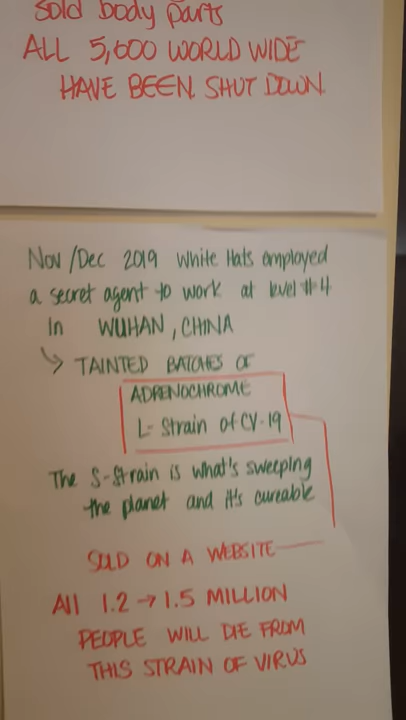 sold body parts
ALL 5,600 WORLD WIDE
HAVE BEEN SHUT DOWN
Nov/Dec 2019 White Hats employed
a secret agent to work at level #4
In WUHAN, CHINA
↳ TAINTED BATCHES OF
ADRENOCHROME
L- Strain of CV-19
The S-Strain is what's sweeping
the planet and it's cureable
SOLD ON A WEBSITE
All 1.2 → 1.5 MILLION
PEOPLE WILL DIE FROM
THIS STRAIN OF VIRUS